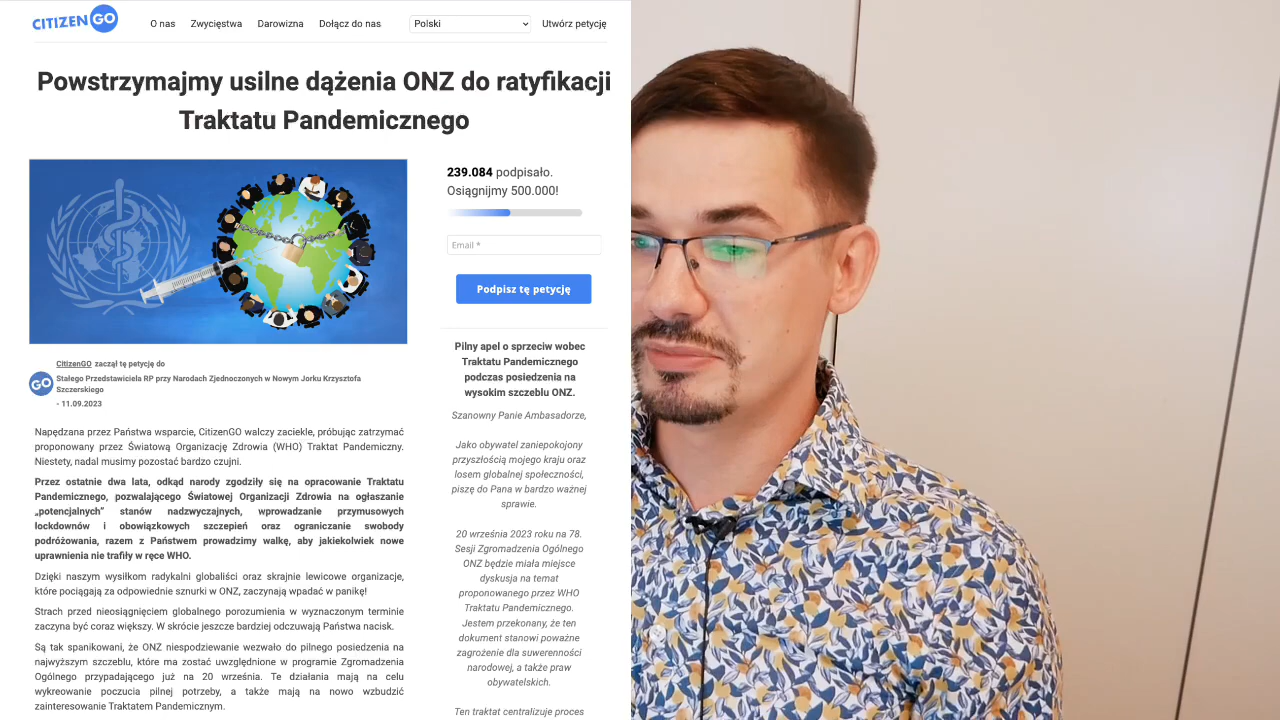 CITIZENGO
O nas Zwycięstwa Darowizna Dołącz do nas Polski Utwórz petycję
Powstrzymajmy usilne dążenia ONZ do ratyfikacji
Traktatu Pandemicznego
239.084 podpisało.
Osiągnijmy 500.000!
Email *
Podpisz tę petycję
CitizenGO zaczął tę petycję do
GO
Stałego Przedstawiciela RP przy Narodach Zjednoczonych w Nowym Jorku Krzysztofa
Szczerskiego
- 11.09.2023
Napędzana przez Państwa wsparcie, CitizenGO walczy zaciekle, próbując zatrzymać
proponowany przez Światową Organizację Zdrowia (WHO) Traktat Pandemiczny.
Niestety, nadal musimy pozostać bardzo czujni.
Przez ostatnie dwa lata, odkąd narody zgodziły się na opracowanie Traktatu
Pandemicznego, pozwalającego Światowej Organizacji Zdrowia na ogłaszanie
„potencjalnych” stanów nadzwyczajnych, wprowadzanie przymusowych
lockdownów i obowiązkowych szczepień oraz ograniczanie swobody
podróżowania, razem z Państwem prowadzimy walkę, aby jakiekolwiek nowe
uprawnienia nie trafiły w ręce WHO.
Dzięki naszym wysiłkom radykalni globaliści oraz skrajnie lewicowe organizacje,
które pociągają za odpowiednie sznurki w ONZ, zaczynają wpadać w panikę!
Strach przed nieosiągnięciem globalnego porozumienia w wyznaczonym terminie
zaczyna być coraz większy. W skrócie jeszcze bardziej odczuwają Państwa nacisk.
Są tak spanikowani, że ONZ niespodziewanie wezwało do pilnego posiedzenia na
najwyższym szczeblu, które ma zostać uwzględnione w programie Zgromadzenia
Ogólnego przypadającego już na 20 września. Te działania mają na celu
wykreowanie poczucia pilnej potrzeby, a także mają na nowo wzbudzić
zainteresowanie Traktatem Pandemicznym.
Pilny apel o sprzeciw wobec
Traktatu Pandemicznego
podczas posiedzenia na
wysokim szczeblu ONZ.
Szanowny Panie Ambasadorze,
Jako obywatel zaniepokojony
przyszłością mojego kraju oraz
losem globalnej społeczności,
piszę do Pana w bardzo ważnej
sprawie.
20 września 2023 roku na 78.
Sesji Zgromadzenia Ogólnego
ONZ będzie miała miejsce
dyskusja na temat
proponowanego przez WHO
Traktatu Pandemicznego.
Jestem przekonany, że ten
dokument stanowi poważne
zagrożenie dla suwerenności
narodowej, a także praw
obywatelskich.
Ten traktat centralizuje proces